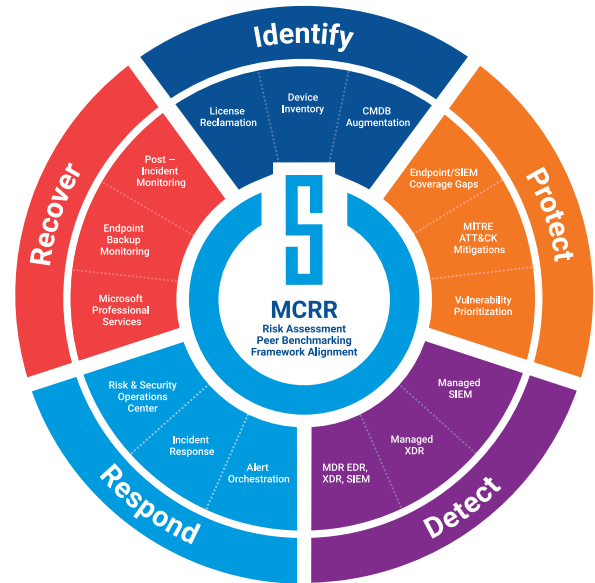 Identify
License
Reclamation
Device
Inventory
CMDB
Augmentation
Protect
Endpoint/SIEM
Coverage Gaps
MITRE
ATT&CK
Mitigations
Vulnerability
Prioritization
Detect
Managed
SIEM
Managed
XDR
MDR EDR,
XDR, SIEM
Respond
Alert
Orchestration
Incident
Response
Risk & Security
Operations
Center
Recover
Microsoft
Professional
Services
Endpoint
Backup
Monitoring
Post –
Incident
Monitoring
S
MCRR
Risk Assessment
Peer Benchmarking
Framework Alignment